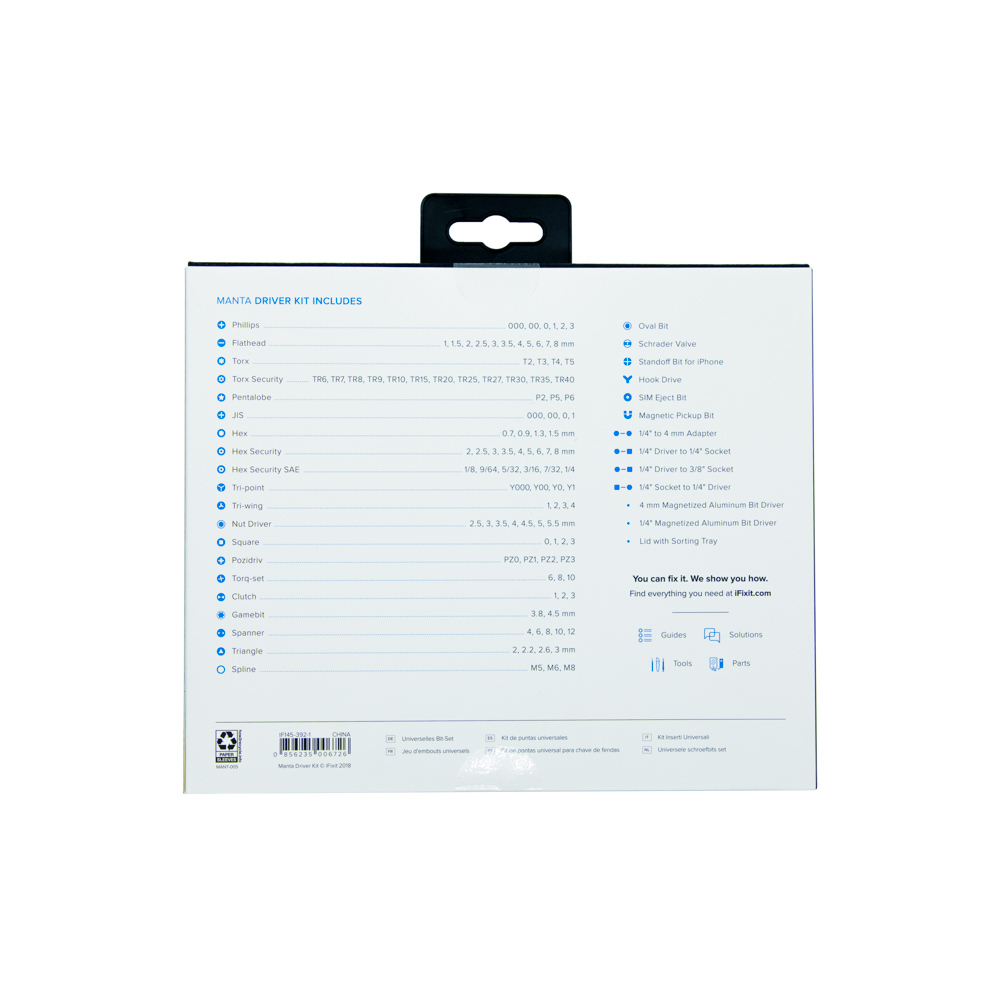 MANTA DRIVER KIT INCLUDES
Phillips 000, 00, 0, 1, 2, 3
Flathead 1, 1.5, 2, 2.5, 3, 3.5, 4, 5, 6, 7, 8 mm
Torx T2, T3, T4, T5
Torx Security TR6, TR7, TR8, TR9, TR10, TR15, TR20, TR25, TR27, TR30, TR35, TR40
Pentalobe P2, P5, P6
JIS 000, 00, 0, 1
Hex 0.7, 0.9, 1.3, 1.5 mm
Hex Security 2, 2.5, 3, 3.5, 4, 5, 6, 7, 8 mm
Hex Security SAE 1/8, 9/64, 5/32, 3/16, 7/32, 1/4
Tri-point Y000, Y00, Y0, Y1
Tri-wing 1, 2, 3, 4
Nut Driver 2.5, 3, 3.5, 4, 4.5, 5, 5.5 mm
Square 0, 1, 2, 3
Pozidriv PZ0, PZ1, PZ2, PZ3
Torq-set 6, 8, 10
Clutch 1, 2, 3
Gamebit 3.8, 4.5 mm
Spanner 4, 6, 8, 10, 12
Triangle 2, 2.2, 2.6, 3 mm
Spline M5, M6, M8
Oval Bit
Schrader Valve
Standoff Bit for iPhone
Hook Drive
SIM Eject Bit
Magnetic Pickup Bit
1/4" to 4 mm Adapter
1/4" Driver to 1/4" Socket
1/4" Driver to 3/8" Socket
1/4" Socket to 1/4" Driver
• 4 mm Magnetized Aluminum Bit Driver
• 1/4" Magnetized Aluminum Bit Driver
• Lid with Sorting Tray
You can fix it. We show you how.
Find everything you need at iFixit.com
Guides Solutions
Tools Parts
PAPER
SLEEVES
MANT-005
IF145-392-1 CHINA
0 856235 006726
Manta Driver Kit © iFixit 2018
DE Universelles Bit-Set
FR Jeu d'embouts universels
ES Kit de puntas universales
PT Kit de pontas universal para chave de fendas
IT Kit Inserti Universali
NL Universele schroefbits set